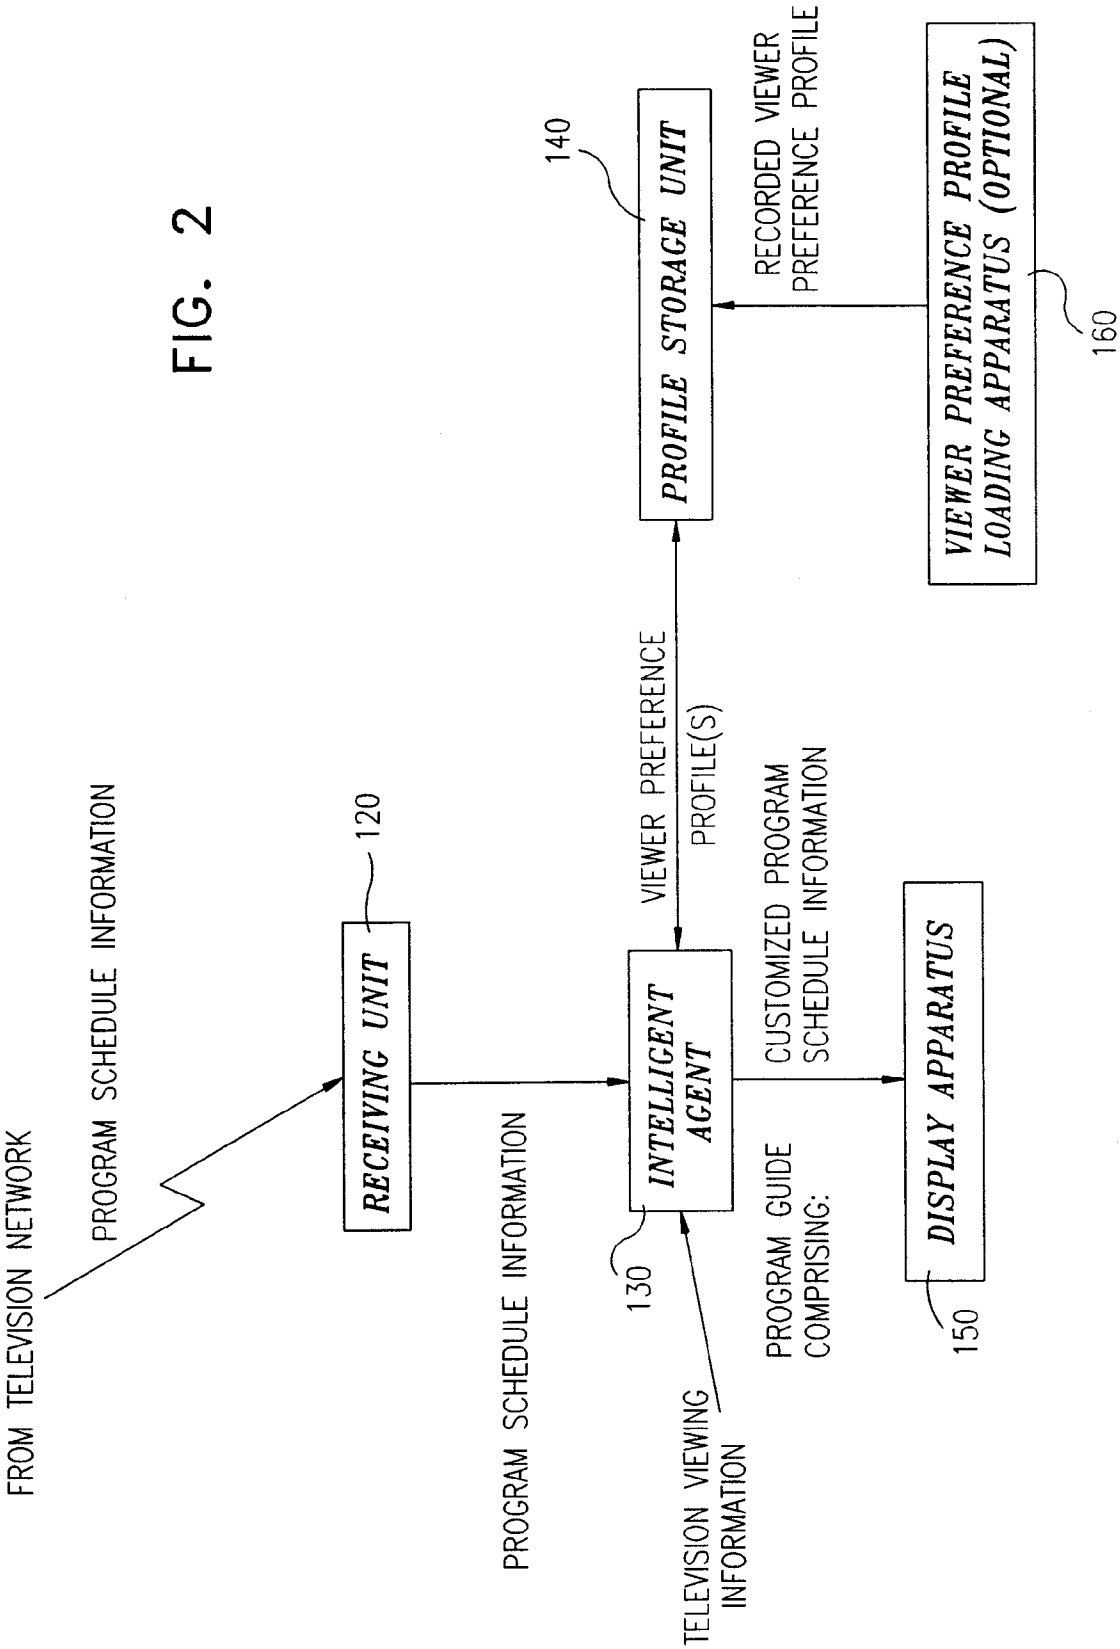 FIG. 2
FROM TELEVISION NETWORK
PROGRAM SCHEDULE INFORMATION
120
RECEIVING UNIT
PROGRAM SCHEDULE INFORMATION
130
INTELLIGENT
AGENT
TELEVISION VIEWING
INFORMATION
VIEWER PREFERENCE
PROFILE(S)
140
PROFILE STORAGE UNIT
RECORDED VIEWER
PREFERENCE PROFILE
PROGRAM GUIDE
COMPRISING:
CUSTOMIZED PROGRAM
SCHEDULE INFORMATION
150
DISPLAY APPARATUS
VIEWER PREFERENCE PROFILE
LOADING APPARATUS (OPTIONAL)
160